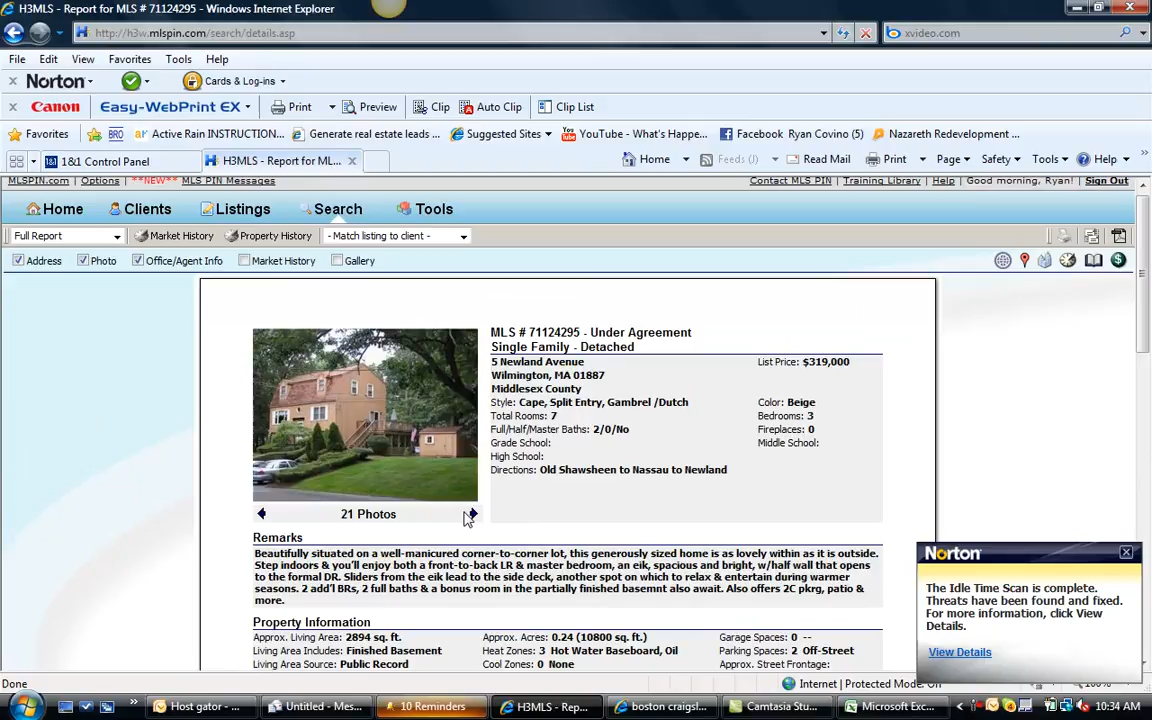 H3MLS - Report for MLS # 71124295 - Windows Internet Explorer
http://h3w.mlspin.com/search/details.asp
xvideo.com
File Edit View Favorites Tools Help
Norton Cards & Log-ins
Canon Easy-WebPrint EX Print Preview Clip Auto Clip Clip List
Favorites BRO Active Rain INSTRUCTION... Generate real estate leads ... Suggested Sites YouTube - What's Happe... Facebook Ryan Covino (5) Nazareth Redevelopment ...
1&1 Control Panel H3MLS - Report for ML... Home Feeds (J) Read Mail Print Page Safety Tools Help
MLSPIN.com Options **NEW** MLS PIN Messages Contact MLS PIN Training Library Help Good morning, Ryan! Sign Out
Home Clients Listings Search Tools
Full Report Market History Property History - Match listing to client -
Address Photo Office/Agent Info Market History Gallery
MLS # 71124295 - Under Agreement
Single Family - Detached
5 Newland Avenue List Price: $319,000
Wilmington, MA 01887
Middlesex County
Style: Cape, Split Entry, Gambrel /Dutch Color: Beige
Total Rooms: 7 Bedrooms: 3
Full/Half/Master Baths: 2/0/No Fireplaces: 0
Grade School: Middle School:
High School:
Directions: Old Shawsheen to Nassau to Newland
21 Photos
Remarks
Beautifully situated on a well-manicured corner-to-corner lot, this generously sized home is as lovely within as it is outside.
Step indoors & you'll enjoy both a front-to-back LR & master bedroom, an eik, spacious and bright, w/half wall that opens
to the formal DR. Sliders from the eik lead to the side deck, another spot on which to relax & entertain during warmer
seasons. 2 add'l BRs, 2 full baths & a bonus room in the partially finished basemnt also await. Also offers 2C pkrg, patio &
more.
Property Information
Approx. Living Area: 2894 sq. ft. Approx. Acres: 0.24 (10800 sq. ft.) Garage Spaces: 0 --
Living Area Includes: Finished Basement Heat Zones: 3 Hot Water Baseboard, Oil Parking Spaces: 2 Off-Street
Living Area Source: Public Record Cool Zones: 0 None Approx. Street Frontage:
Norton
The Idle Time Scan is complete.
Threats have been found and fixed.
For more information, click View
Details.
View Details
Done Internet | Protected Mode: On 100%
Host gator - ... Untitled - Mes... 10 Reminders H3MLS - Rep... boston craigsl... Camtasia Stu... Microsoft Exc... 10:34 AM